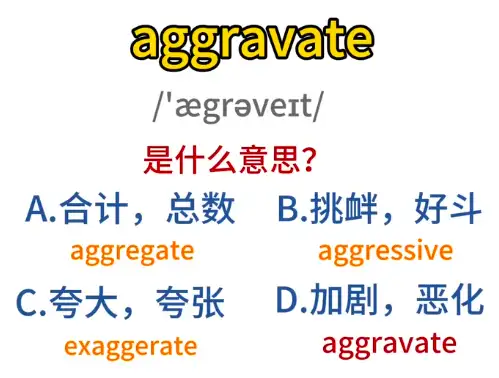 aggravate
/'ægrəveɪt/
是什么意思？
A.合计，总数 B.挑衅，好斗
aggregate aggressive
C.夸大，夸张 D.加剧，恶化
exaggerate aggravate